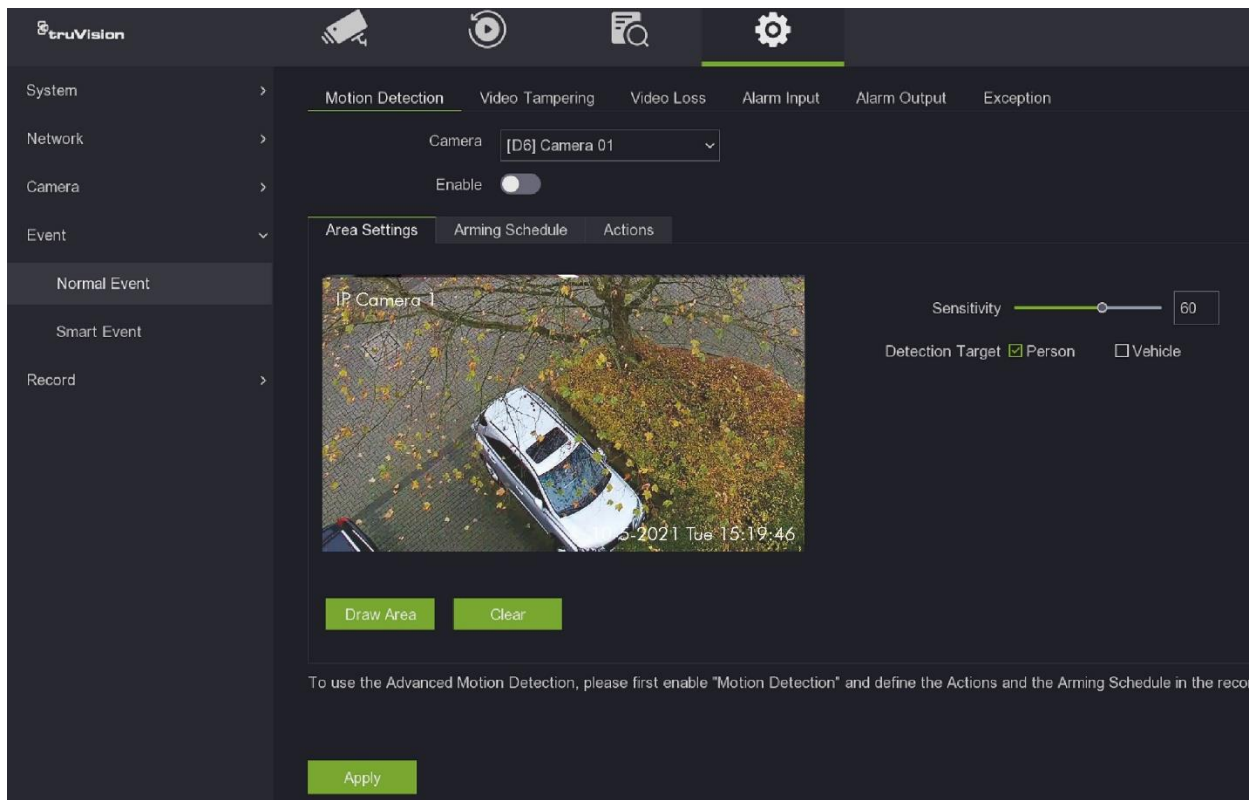 truVision
System
Network
Camera
Event
Normal Event
Smart Event
Record
Motion Detection Video Tampering Video Loss Alarm Input Alarm Output Exception
Camera [D6] Camera 01
Enable
Area Settings Arming Schedule Actions
IP Camera 1
5-2021 Tue 15:19:46
Sensitivity 60
Detection Target Person Vehicle
Draw Area Clear
To use the Advanced Motion Detection, please first enable "Motion Detection" and define the Actions and the Arming Schedule in the
Apply